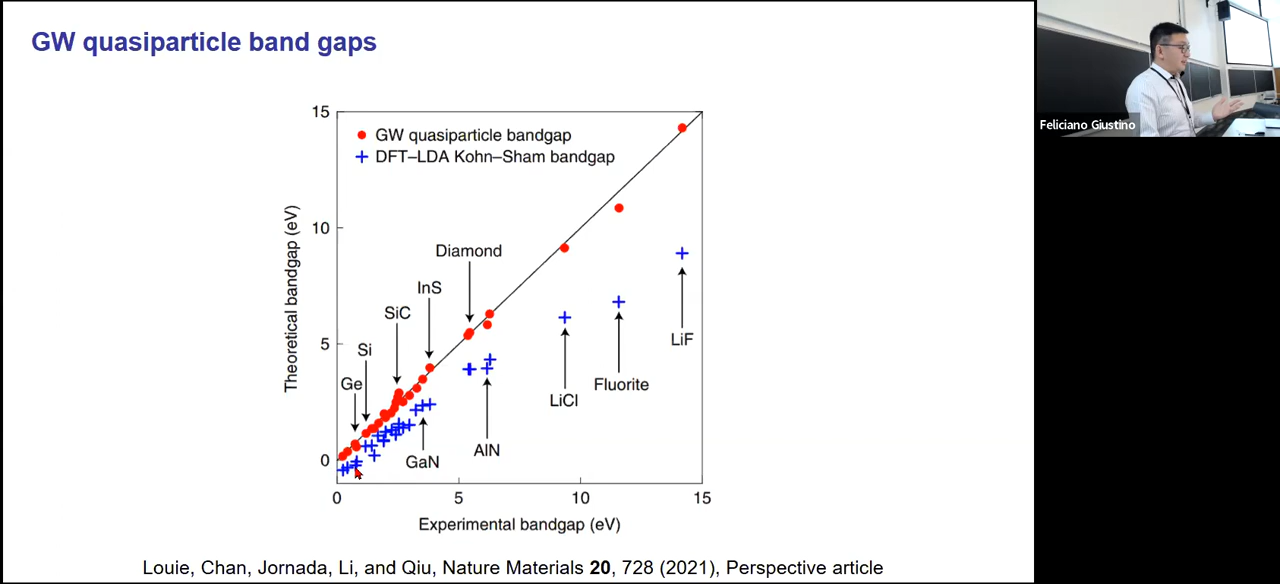 GW quasiparticle band gaps
Feliciano Giustino
15
GW quasiparticle bandgap
DFT–LDA Kohn–Sham bandgap
Theoretical bandgap (eV)
10
Diamond
InS
SiC
Si
Ge
5
LiF
Fluorite
LiCl
AlN
GaN
0
0 5 10 15
Experimental bandgap (eV)
Louie, Chan, Jornada, Li, and Qiu, Nature Materials 20, 728 (2021), Perspective article